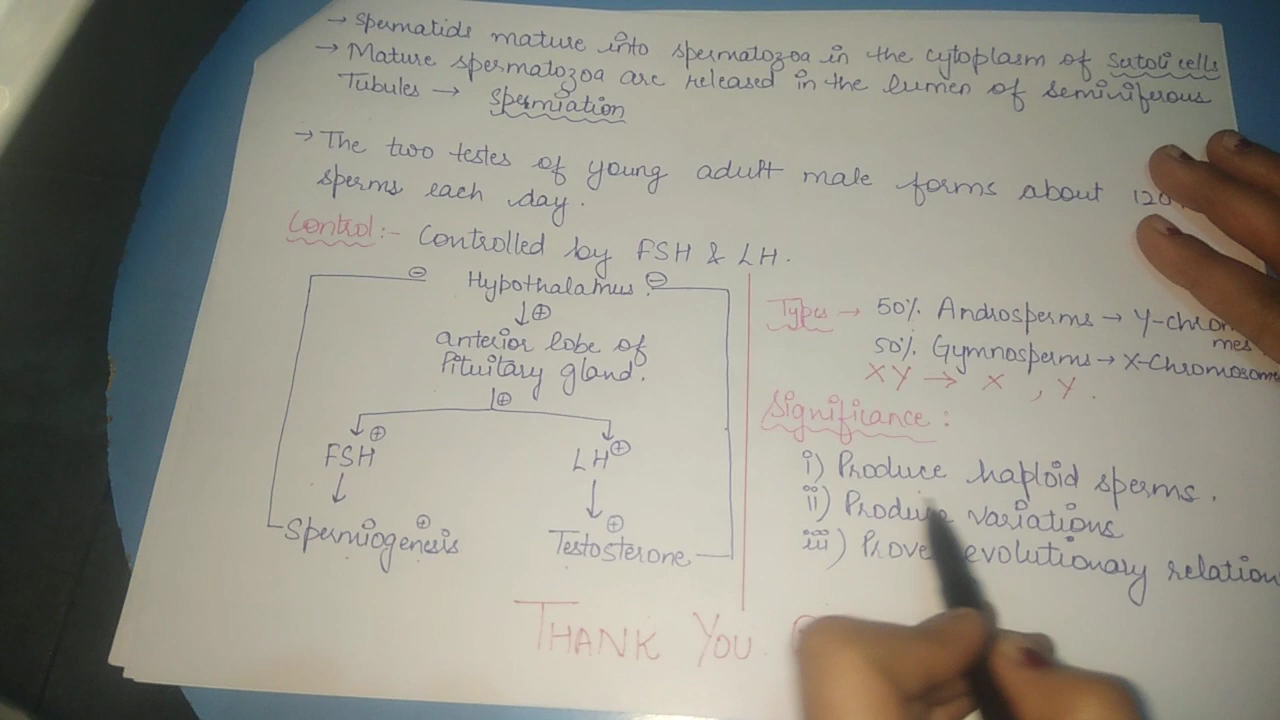 → Spermatids mature into spermatozoa in the cytoplasm of Sertoli cells
→ Mature spermatozoa are released in the lumen of seminiferous
Tubules → Spermiation
→ The two testes of young adult male forms about 120
sperms each day.
Control:- Controlled by FSH & LH.
⊖ Hypothalamus. ⊖
↓⊕
anterior lobe of
Pituitary gland.
⊕
⊕ ⊕
FSH LH
↓ ↓
⊕ ⊕
Spermiogenesis Testosterone
Types → 50% Androsperms → Y-chrom
mes
50% Gymnosperms → X-Chromosome
XY → X , Y.
Significance:
i) Produce haploid sperms.
ii) Produce variations
iii) Prove evolutionary relation
THANK YOU.